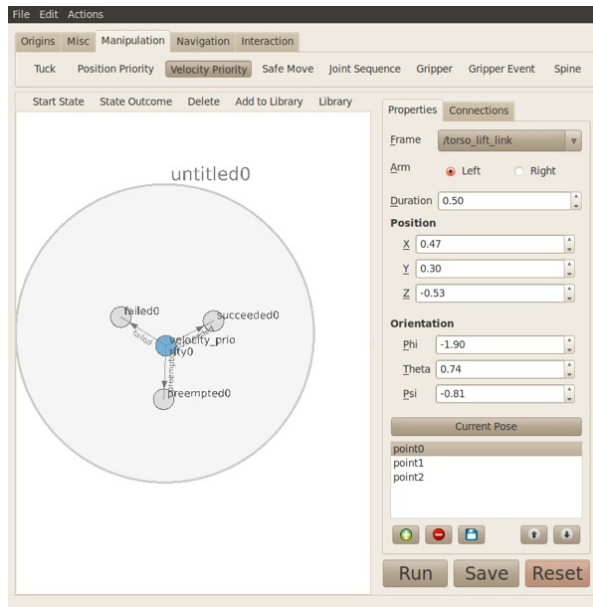 File Edit Actions
Origins Misc Manipulation Navigation Interaction
Tuck Position Priority Velocity Priority Safe Move Joint Sequence Gripper Gripper Event Spine
Start State State Outcome Delete Add to Library Library
Properties Connections
Frame /torso_lift_link
Arm Left Right
Duration 0.50
Position
X 0.47
Y 0.30
Z -0.53
Orientation
Phi -1.90
Theta 0.74
Psi -0.81
Current Pose
point0
point1
point2
Run Save Reset
untitled0
failed0
succeeded0
failed
velocity_prio
rity0
preempted0